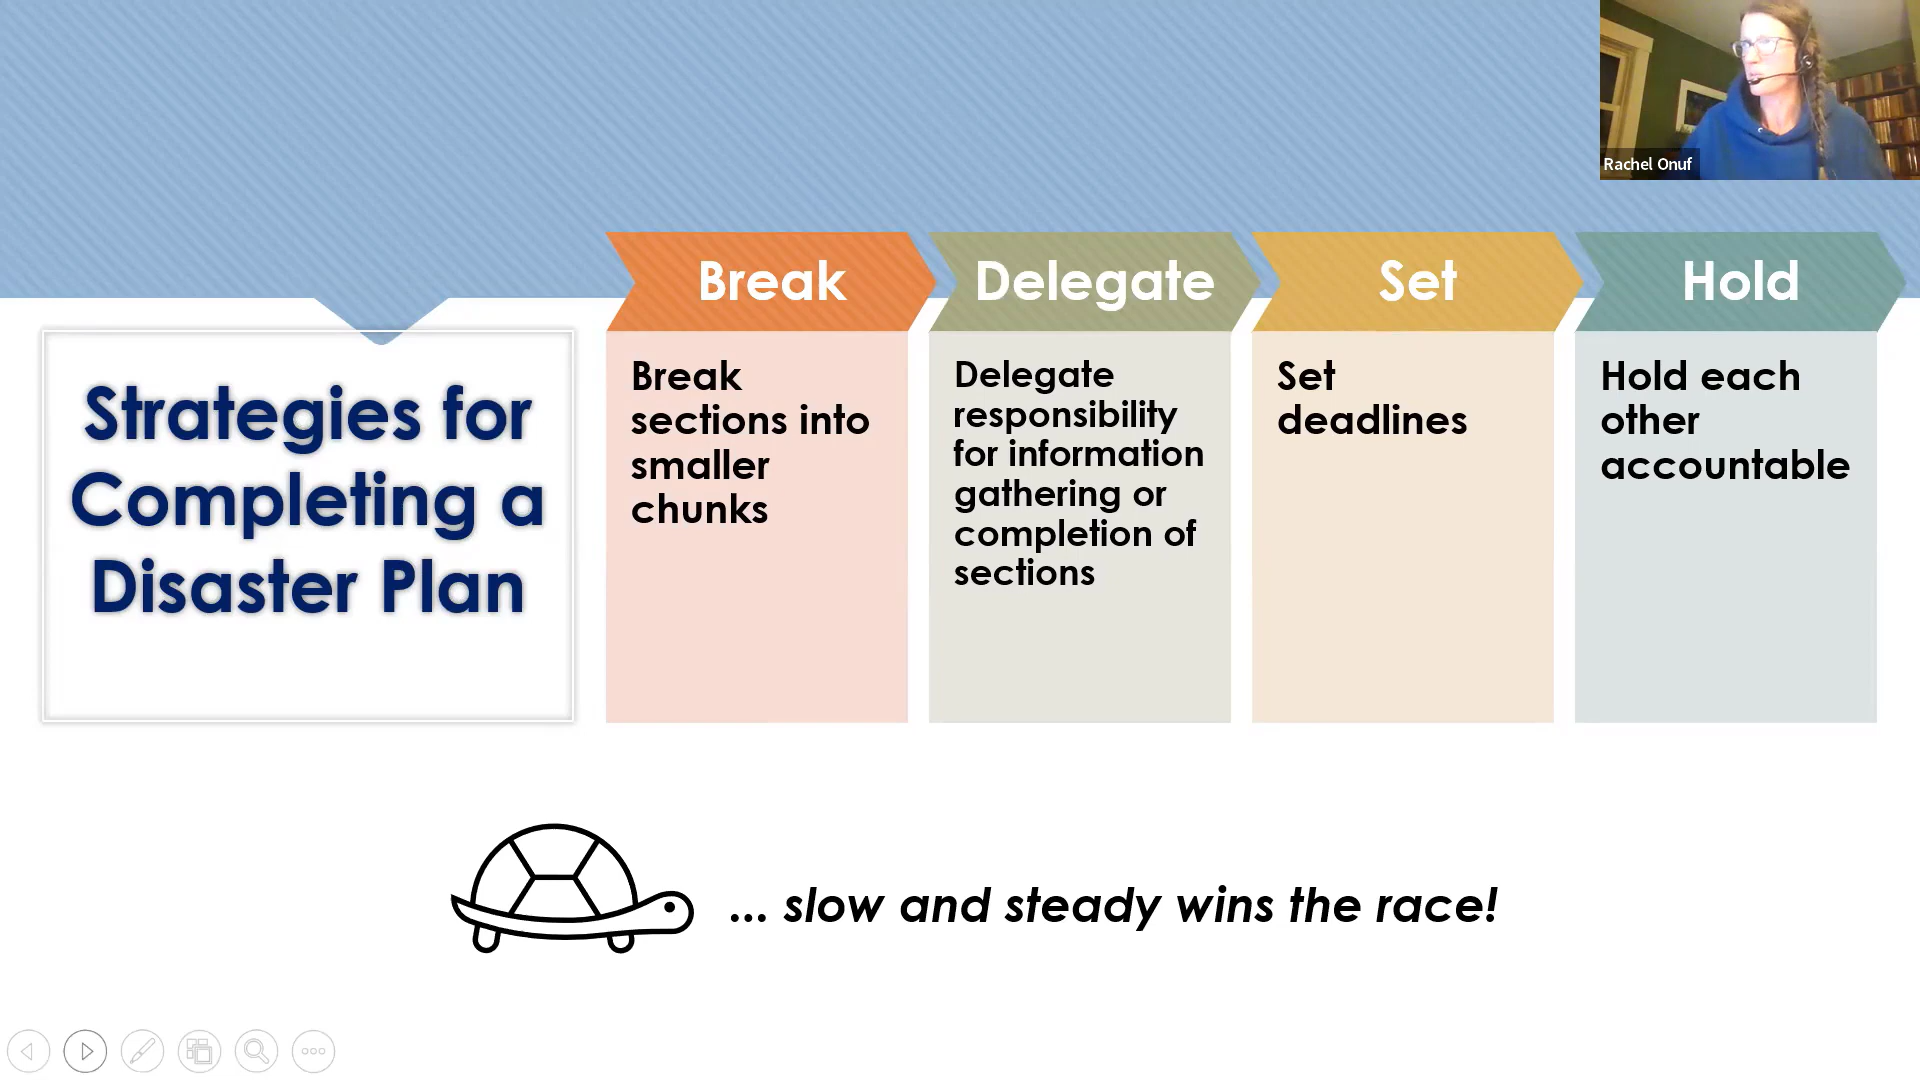 Rachel Onuf
Strategies for
Completing a
Disaster Plan
Break
Break
sections into
smaller
chunks
Delegate
Delegate
responsibility
for information
gathering or
completion of
sections
Set
Set
deadlines
Hold
Hold each
other
accountable
... slow and steady wins the race!